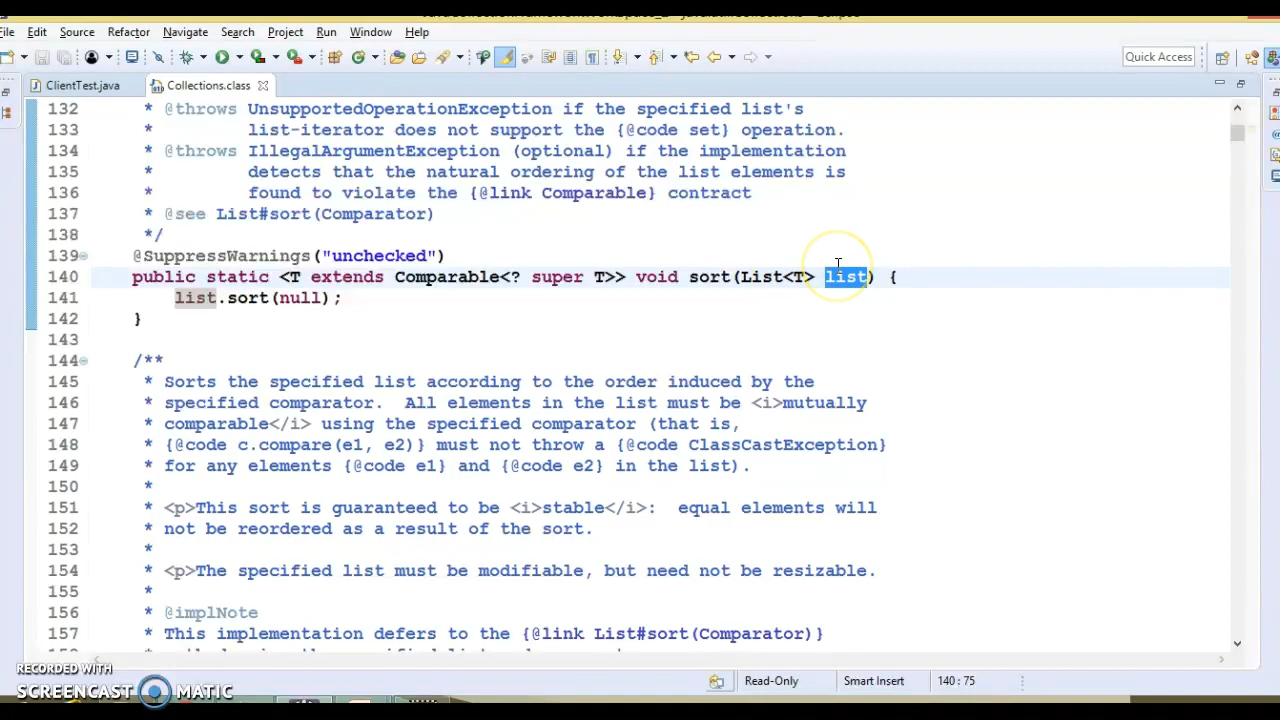 File Edit Source Refactor Navigate Search Project Run Window Help
Quick Access
ClientTest.java Collections.class
132 * @throws UnsupportedOperationException if the specified list's
133 * list-iterator does not support the {@code set} operation.
134 * @throws IllegalArgumentException (optional) if the implementation
135 * detects that the natural ordering of the list elements is
136 * found to violate the {@link Comparable} contract
137 * @see List#sort(Comparator)
138 */
139 @SuppressWarnings("unchecked")
140 public static <T extends Comparable<? super T>> void sort(List<T> list) {
141 list.sort(null);
142 }
143
144 /**
145 * Sorts the specified list according to the order induced by the
146 * specified comparator.  All elements in the list must be <i>mutually
147 * comparable</i> using the specified comparator (that is,
148 * {@code c.compare(e1, e2)} must not throw a {@code ClassCastException}
149 * for any elements {@code e1} and {@code e2} in the list).
150 *
151 * <p>This sort is guaranteed to be <i>stable</i>:  equal elements will
152 * not be reordered as a result of the sort.
153 *
154 * <p>The specified list must be modifiable, but need not be resizable.
155 *
156 * @implNote
157 * This implementation defers to the {@link List#sort(Comparator)}
RECORDED WITH
SCREENCAST MATIC
Read-Only Smart Insert 140 : 75